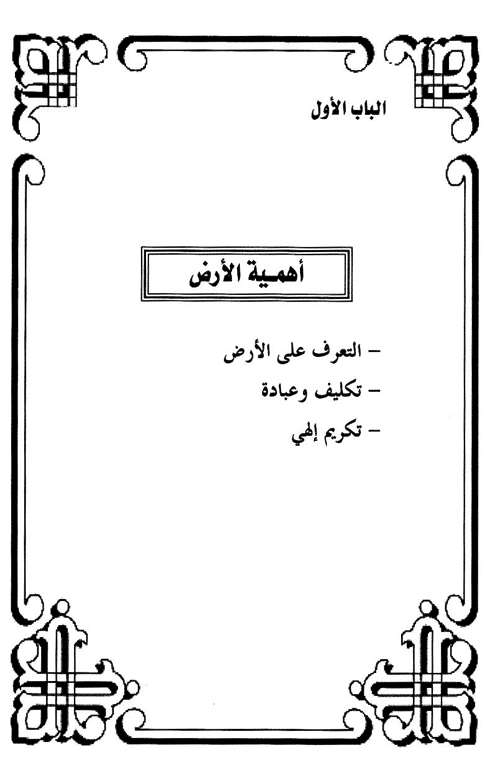 الباب الأول
أهمية الأرض
– التعرف على الأرض
– تكليف وعبادة
– تكريم إلهي